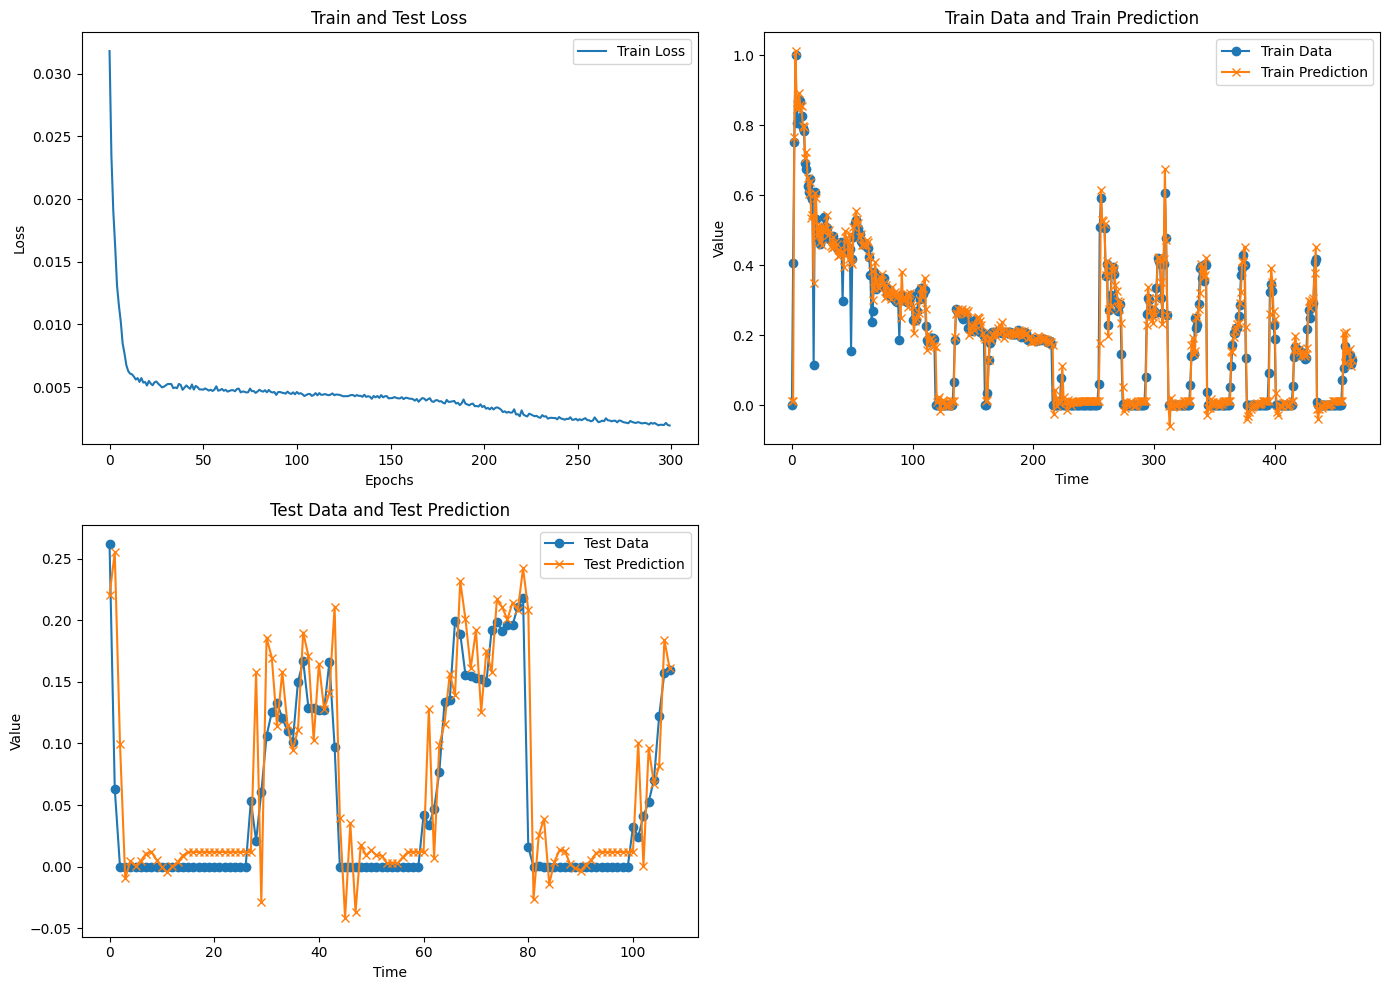 Train and Test Loss
Train Loss
0.030
0.025
0.020
0.015
0.010
0.005
Loss
0
50
100
150
200
250
300
Epochs
Train Data and Train Prediction
Train Data
Train Prediction
1.0
0.8
0.6
0.4
0.2
0.0
Value
0
100
200
300
400
Time
Test Data and Test Prediction
Test Data
Test Prediction
0.25
0.20
0.15
0.10
0.05
0.00
−0.05
Value
0
20
40
60
80
100
Time